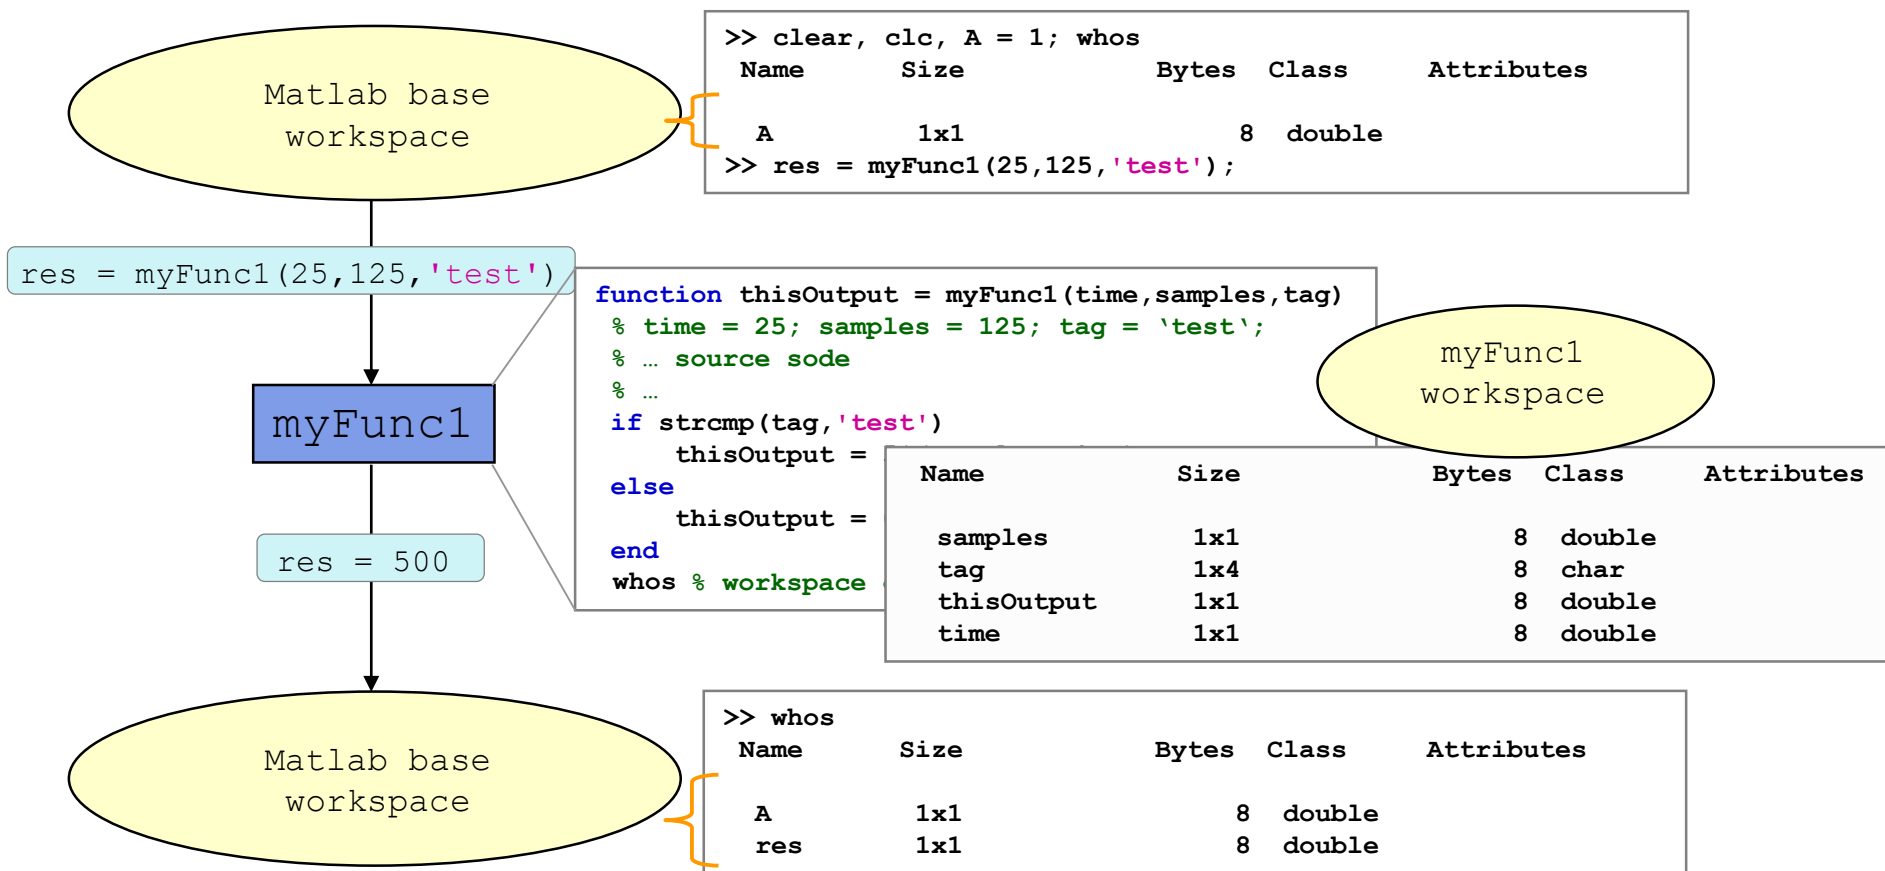 Matlab base
workspace
>> clear, clc, A = 1; whos
Name Size Bytes Class Attributes
A 1x1 8 double
>> res = myFunc1(25,125,'test');
res = myFunc1(25,125,'test')
function thisOutput = myFunc1(time,samples,tag)
% time = 25; samples = 125; tag = ‘test‘;
% … source sode
% …
if strcmp(tag,'test')
thisOutput =
else
thisOutput =
end
whos % workspace
myFunc1
workspace
myFunc1
Name Size Bytes Class Attributes
samples 1x1 8 double
tag 1x4 8 char
thisOutput 1x1 8 double
time 1x1 8 double
res = 500
Matlab base
workspace
>> whos
Name Size Bytes Class Attributes
A 1x1 8 double
res 1x1 8 double